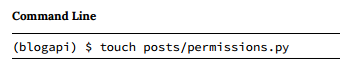 Command Line
(blogapi) $ touch posts/permissions.py